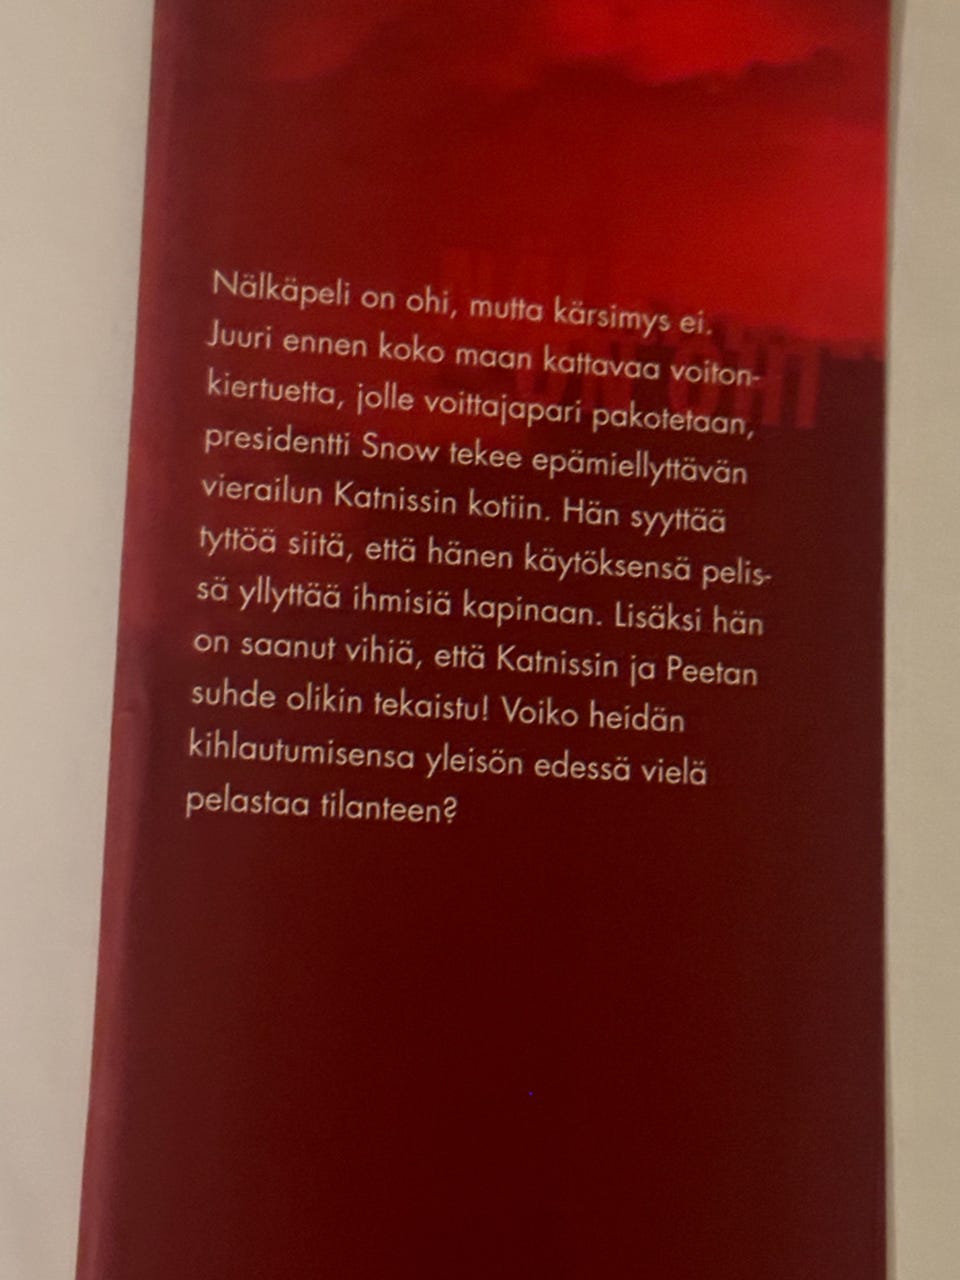 Nälkäpeli on ohi, mutta kärsimys ei.
Juuri ennen koko maan kattavaa voiton-
kiertuetta, jolle voittajapari pakotetaan,
presidentti Snow tekee epämiellyttävän
vierailun Katnissin kotiin. Hän syyttää
tyttöä siitä, että hänen käytöksensä pelis-
sä yllyttää ihmisiä kapinaan. Lisäksi hän
on saanut vihiä, että Katnissin ja Peetan
suhde olikin tekaistu! Voiko heidän
kihlautumisensa yleisön edessä vielä
pelastaa tilanteen?